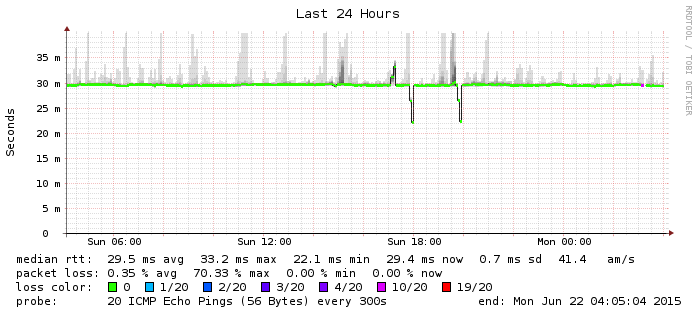 Last 24 Hours
RRDTOOL / TOBI OETIKER
Seconds
35 m
30 m
25 m
20 m
15 m
10 m
5 m
0
Sun 06:00 Sun 12:00 Sun 18:00 Mon 00:00
median rtt: 29.5 ms avg 33.2 ms max 22.1 ms min 29.4 ms now 0.7 ms sd 41.4 am/s
packet loss: 0.35 % avg 70.33 % max 0.00 % min 0.00 % now
loss color: 0 1/20 2/20 3/20 4/20 10/20 19/20
probe: 20 ICMP Echo Pings (56 Bytes) every 300s end: Mon Jun 22 04:05:04 2015